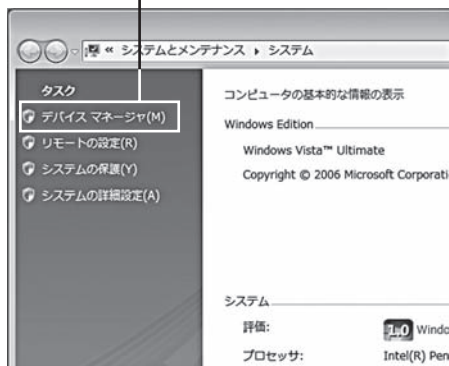 « システムとメンテナンス ▸ システム
タスク
デバイス マネージャ(M)
リモートの設定(R)
システムの保護(Y)
システムの詳細設定(A)
コンピュータの基本的な情報の表示
Windows Edition
Windows Vista™ Ultimate
Copyright © 2006 Microsoft Corporati
システム
評価:
1.0 Windo
プロセッサ:
Intel(R) Pen